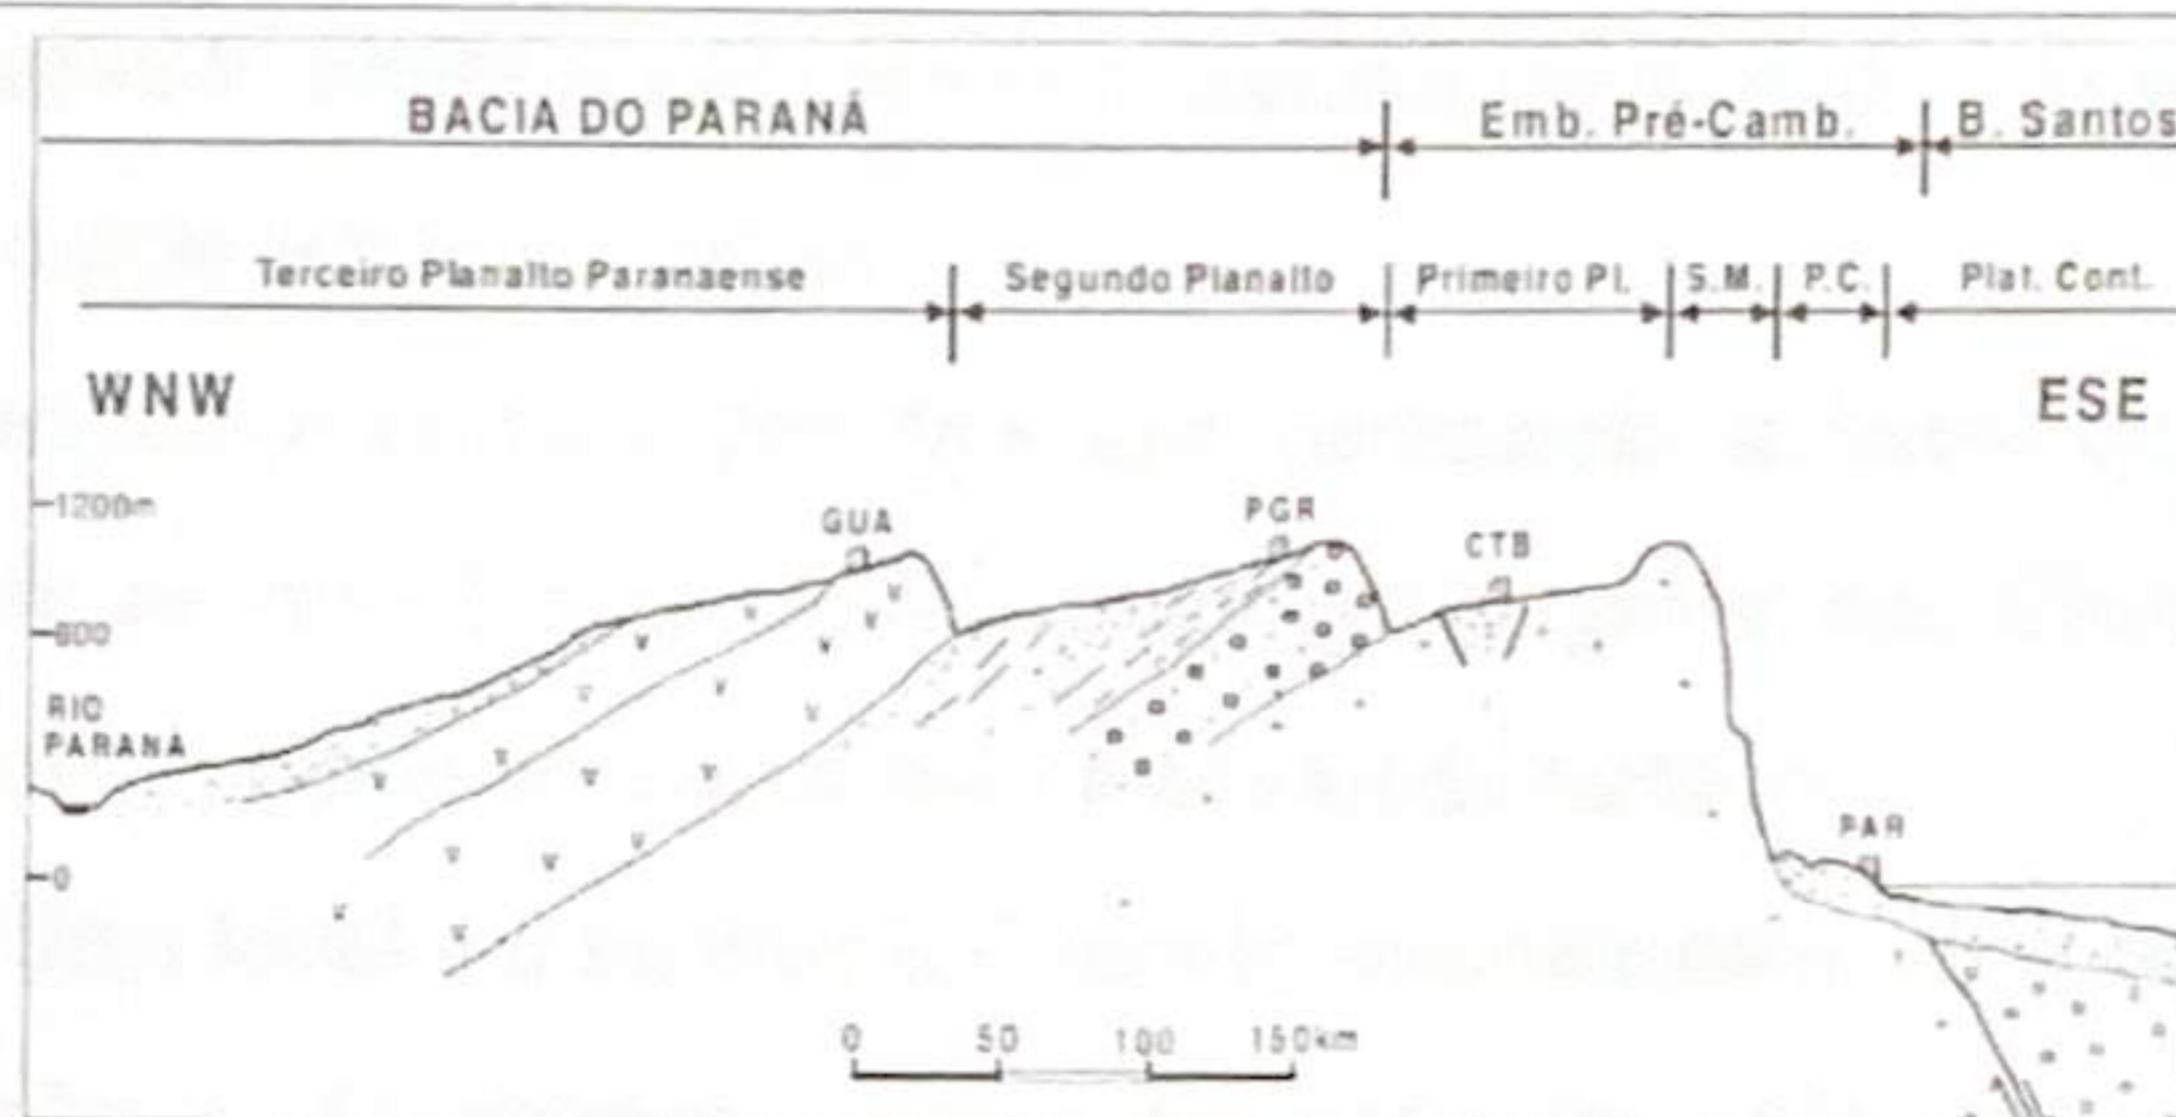 BACIA DO PARANÁ
Emb. Pré-Camb.
B. Santos
Terceiro Planalto Paranaense
Segundo Planalto
Primeiro Pl.
S.M.
P.C.
Plat. Cont.
WNW
ESE
1200m
GUA
PGR
CTB
800
RIO
PARANA
PAR
0
0 50 100 150km